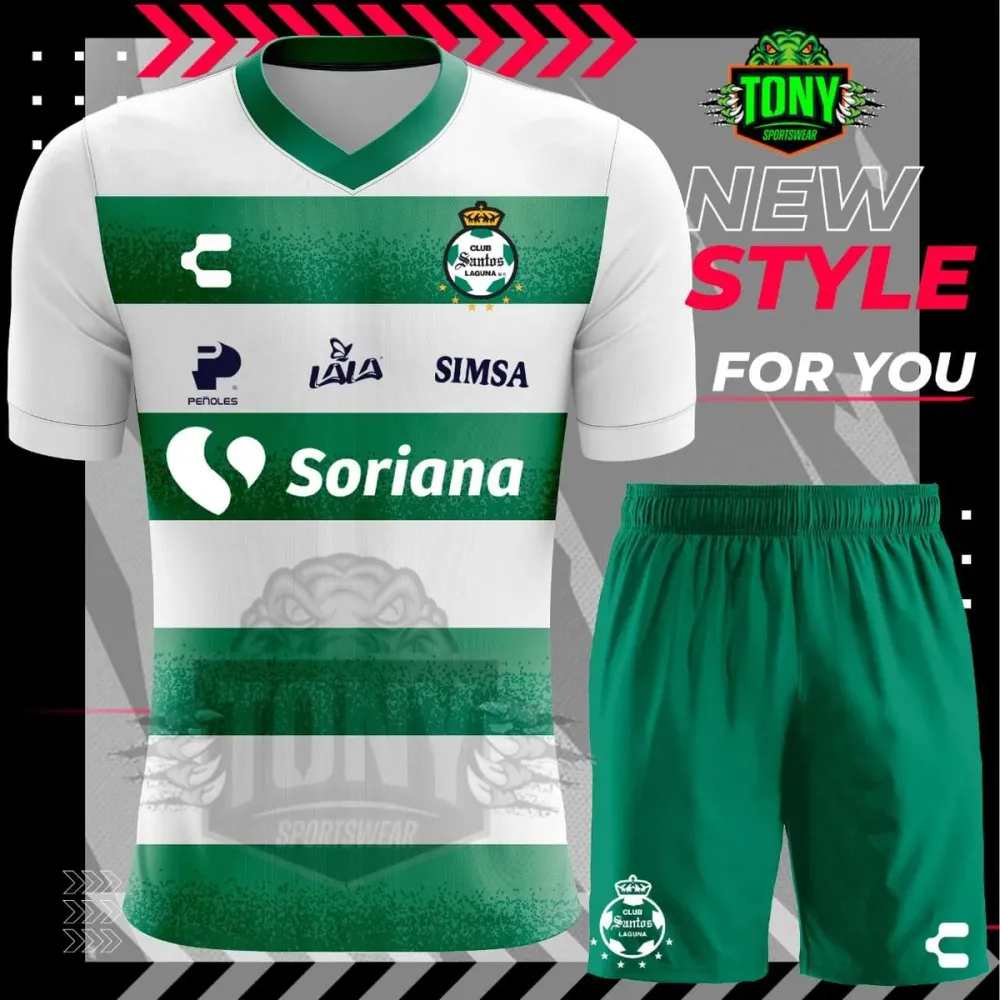 TONY
SPORTSWEAR
NEW
STYLE
FOR YOU
CLUB
Santos
LAGUNA
PEÑOLES
LALA
SIMSA
Soriana
TONY
SPORTSWEAR
CLUB
Santos
LAGUNA